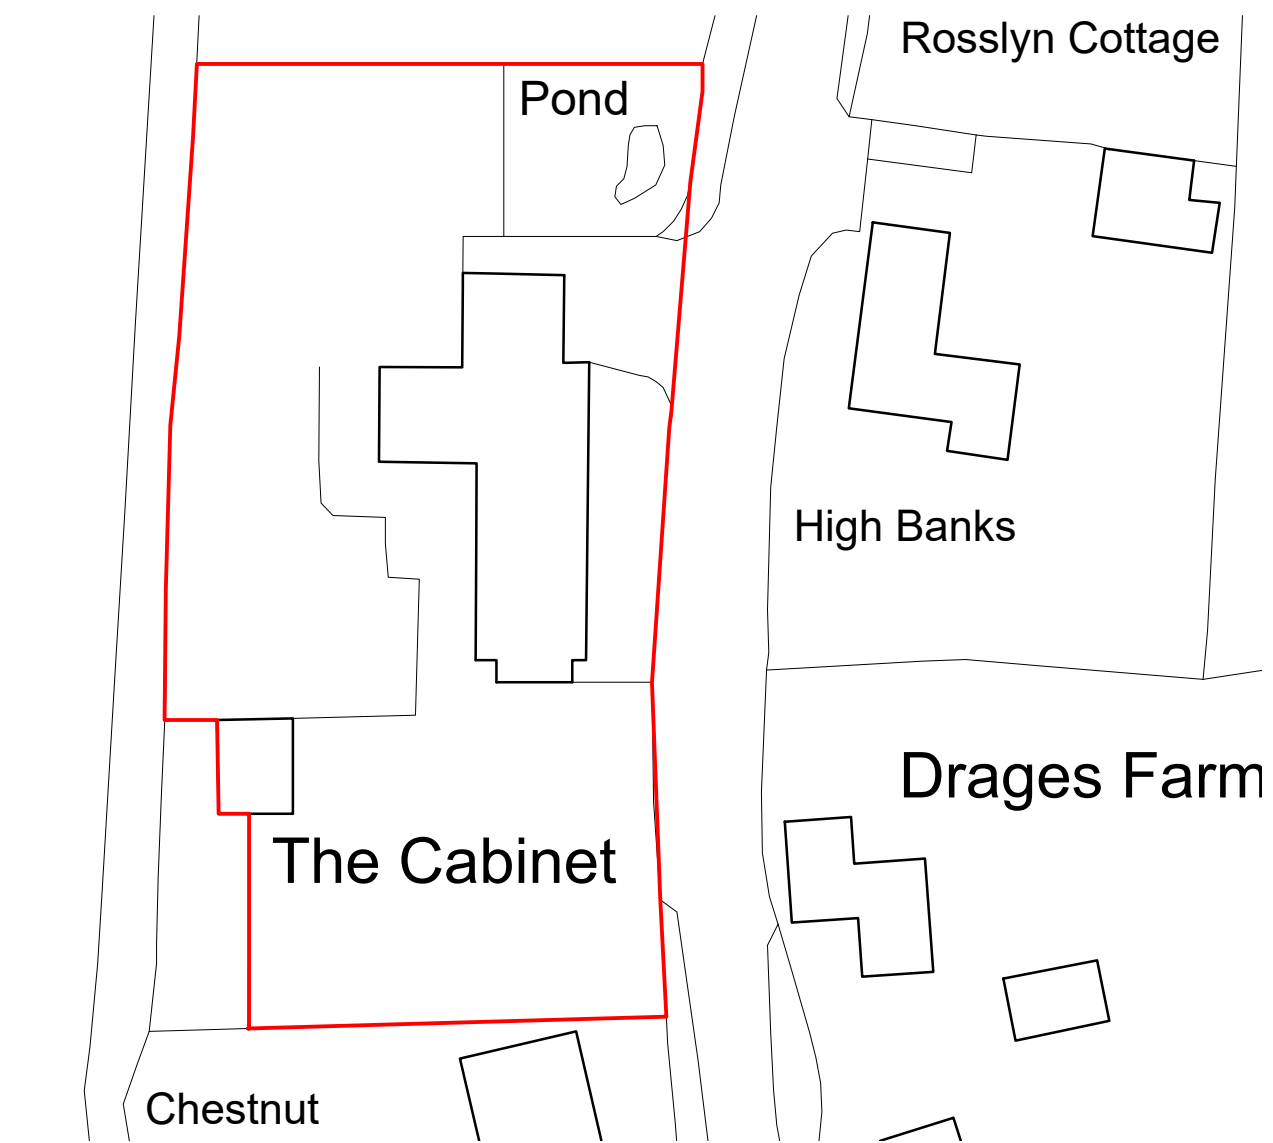 Rosslyn Cottage
Pond
High Banks
Drages Farm
The Cabinet
Chestnut